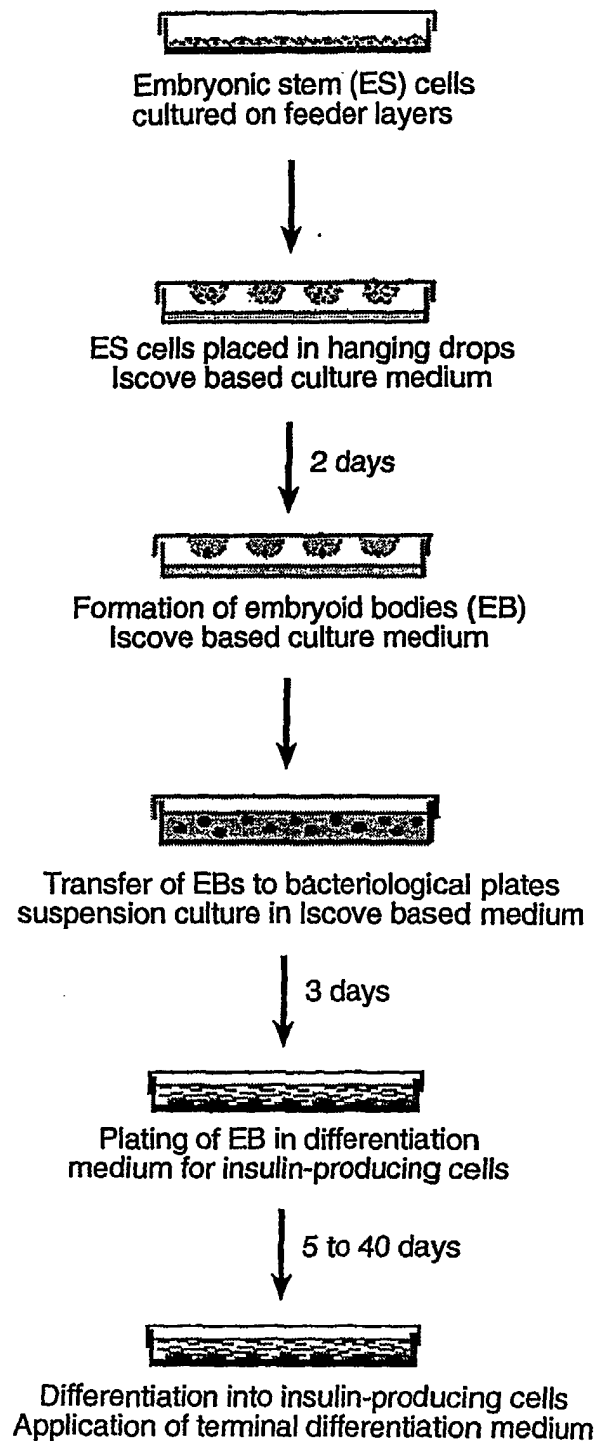 Embryonic stem (ES) cells
cultured on feeder layers
ES cells placed in hanging drops
Iscove based culture medium
2 days
Formation of embryoid bodies (EB)
Iscove based culture medium
Transfer of EBs to bacteriological plates
suspension culture in Iscove based medium
3 days
Plating of EB in differentiation
medium for insulin-producing cells
5 to 40 days
Differentiation into insulin-producing cells
Application of terminal differentiation medium